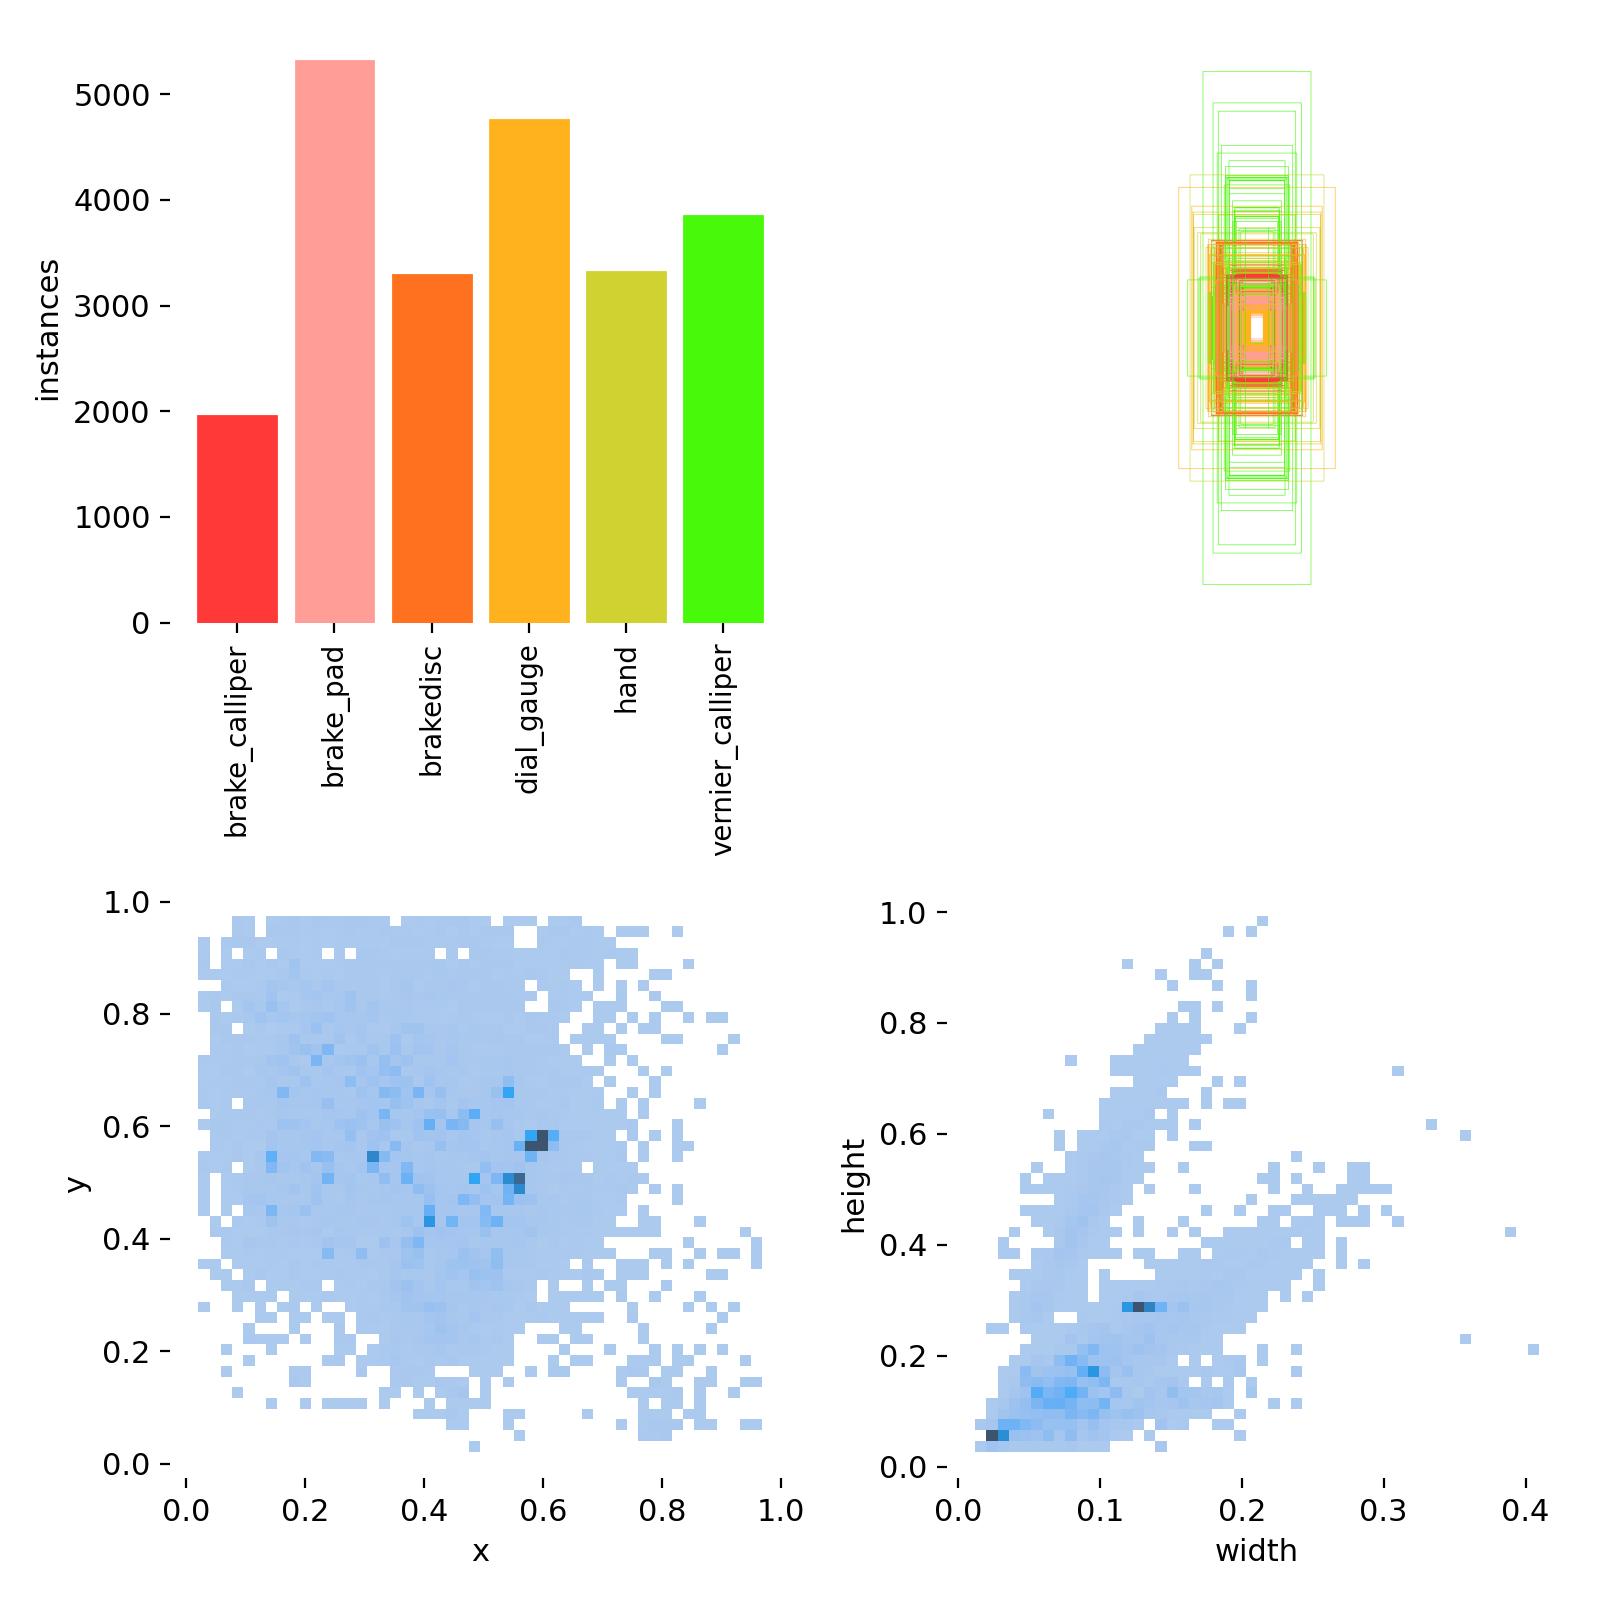 5000
4000
3000
2000
1000
0
instances
brake_calliper
brake_pad
brakedisc
dial_gauge
hand
vernier_calliper
1.0
0.8
0.6
0.4
0.2
0.0
y
0.0 0.2 0.4 0.6 0.8 1.0
x
1.0
0.8
0.6
0.4
0.2
0.0
height
0.0 0.1 0.2 0.3 0.4
width